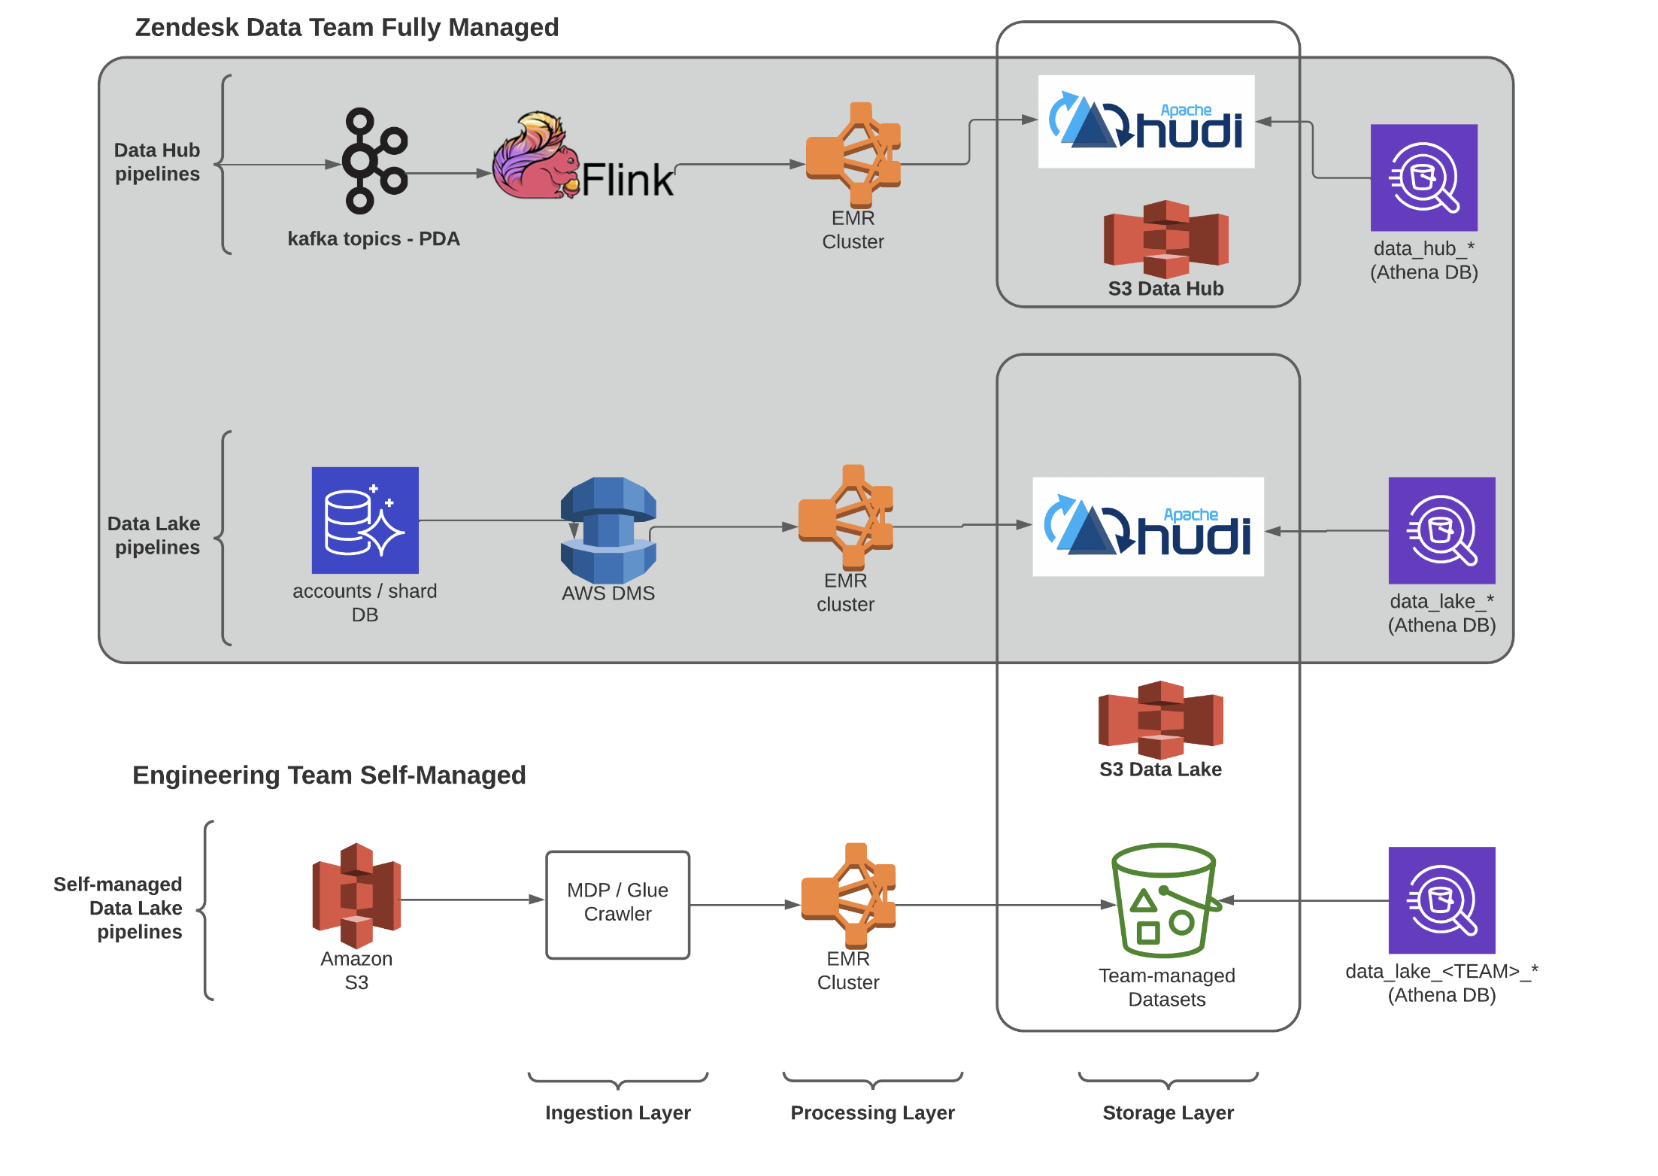 Zendesk Data Team Fully Managed
Data Hub
pipelines
kafka topics - PDA
Flink
EMR
Cluster
Apache
hudi
S3 Data Hub
data_hub_*
(Athena DB)
Data Lake
pipelines
accounts / shard
DB
AWS DMS
EMR
cluster
Apache
hudi
data_lake_*
(Athena DB)
S3 Data Lake
Engineering Team Self-Managed
Self-managed
Data Lake
pipelines
Amazon
S3
MDP / Glue
Crawler
EMR
Cluster
Team-managed
Datasets
data_lake_<TEAM>_*
(Athena DB)
Ingestion Layer
Processing Layer
Storage Layer